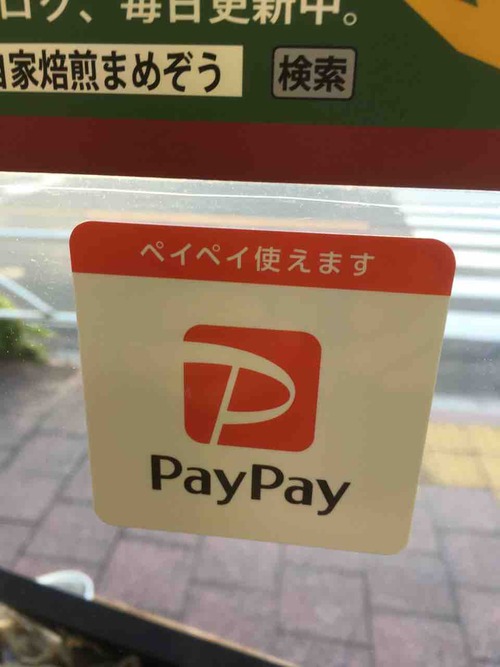 ログ、毎日更新中。
自家焙煎まめぞう
検索
ペイペイ使えます
PayPay